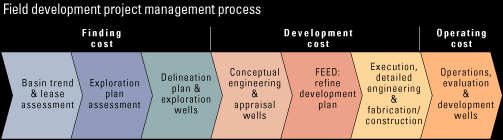 Field development project management process
Finding
cost
Development
cost
Operating
cost
Basin trend
& lease
assessment
Exploration
plan
assessment
Delineation
plan &
exploration
wells
Conceptual
engineering
&
appraisal
wells
FEED:
refine
development
plan
Execution,
detailed
engineering
&
fabrication/
construction
Operations,
evaluation
&
development
wells